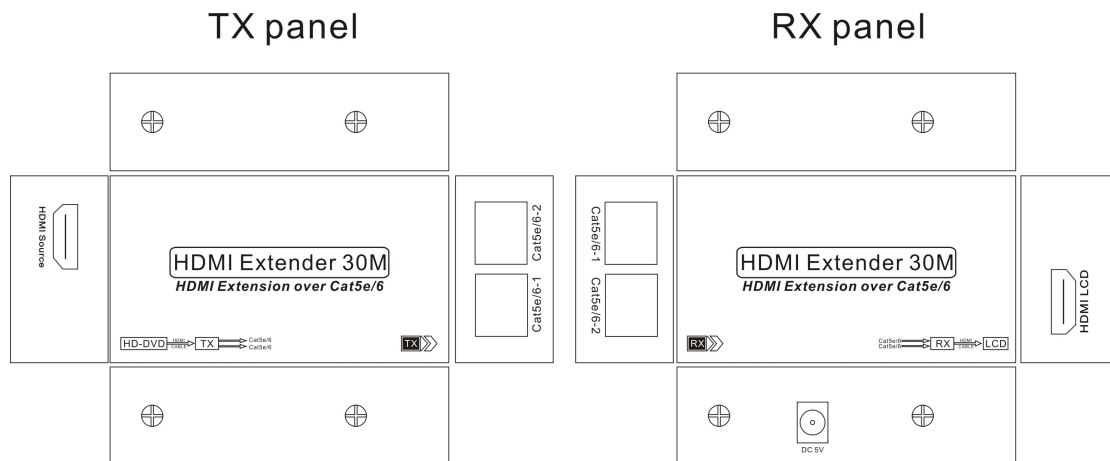 TX panel
HDMI Source
HDMI Extender 30M
HDMI Extension over Cat5e/6
HD-DVD
HDMI
CABLE
TX
Cat5e/6
Cat5e/6
TX
Cat5e/6-2
Cat5e/6-1
RX panel
Cat5e/6-1
Cat5e/6-2
HDMI Extender 30M
HDMI Extension over Cat5e/6
RX
Cat5e/6
Cat5e/6
RX
HDMI
CABLE
LCD
HDMI LCD
DC 5V